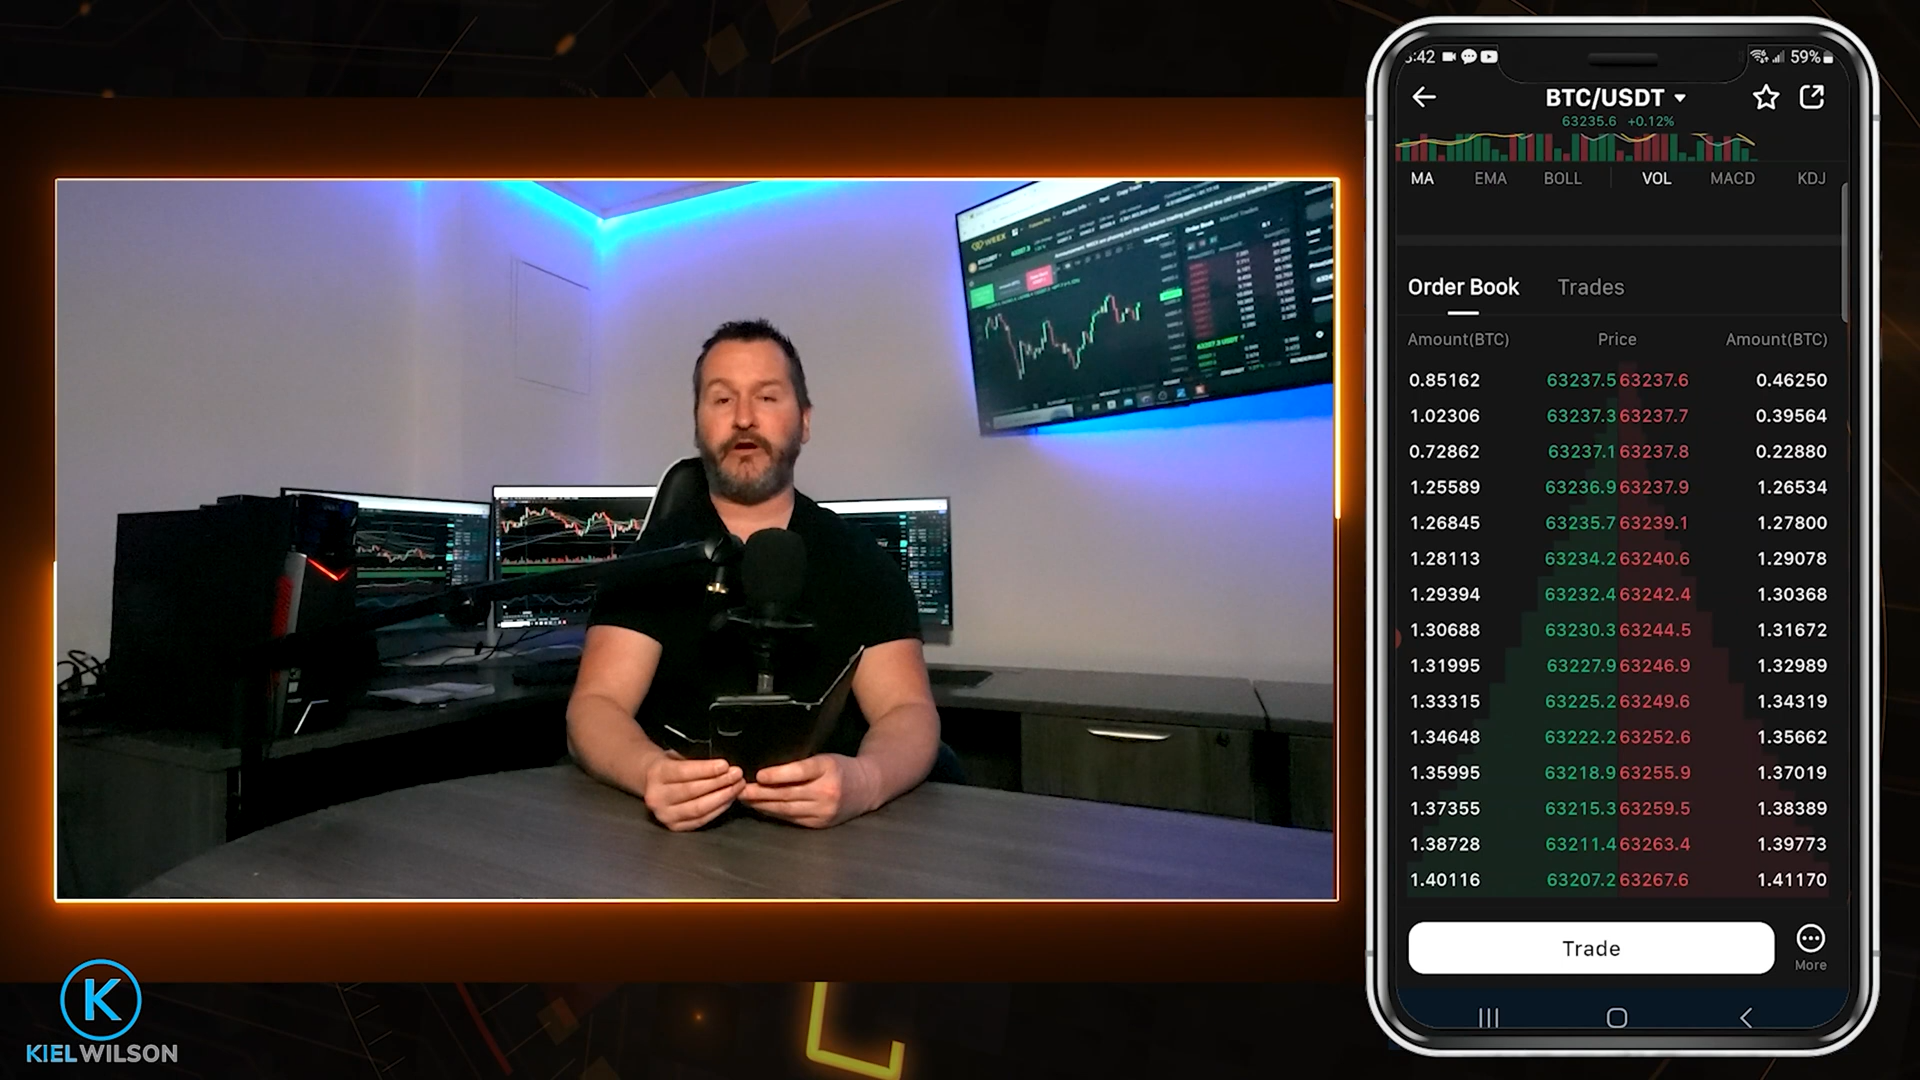 :42
59%
BTC/USDT
63235.6 +0.12%
MA EMA BOLL VOL MACD KDJ
Order Book Trades
Amount(BTC) Price Amount(BTC)
0.85162 63237.5 63237.6 0.46250
1.02306 63237.3 63237.7 0.39564
0.72862 63237.1 63237.8 0.22880
1.25589 63236.9 63237.9 1.26534
1.26845 63235.7 63239.1 1.27800
1.28113 63234.2 63240.6 1.29078
1.29394 63232.4 63242.4 1.30368
1.30688 63230.3 63244.5 1.31672
1.31995 63227.9 63246.9 1.32989
1.33315 63225.2 63249.6 1.34319
1.34648 63222.2 63252.6 1.35662
1.35995 63218.9 63255.9 1.37019
1.37355 63215.3 63259.5 1.38389
1.38728 63211.4 63263.4 1.39773
1.40116 63207.2 63267.6 1.41170
Trade
More
WEEX
Order Book
K
KIELWILSON